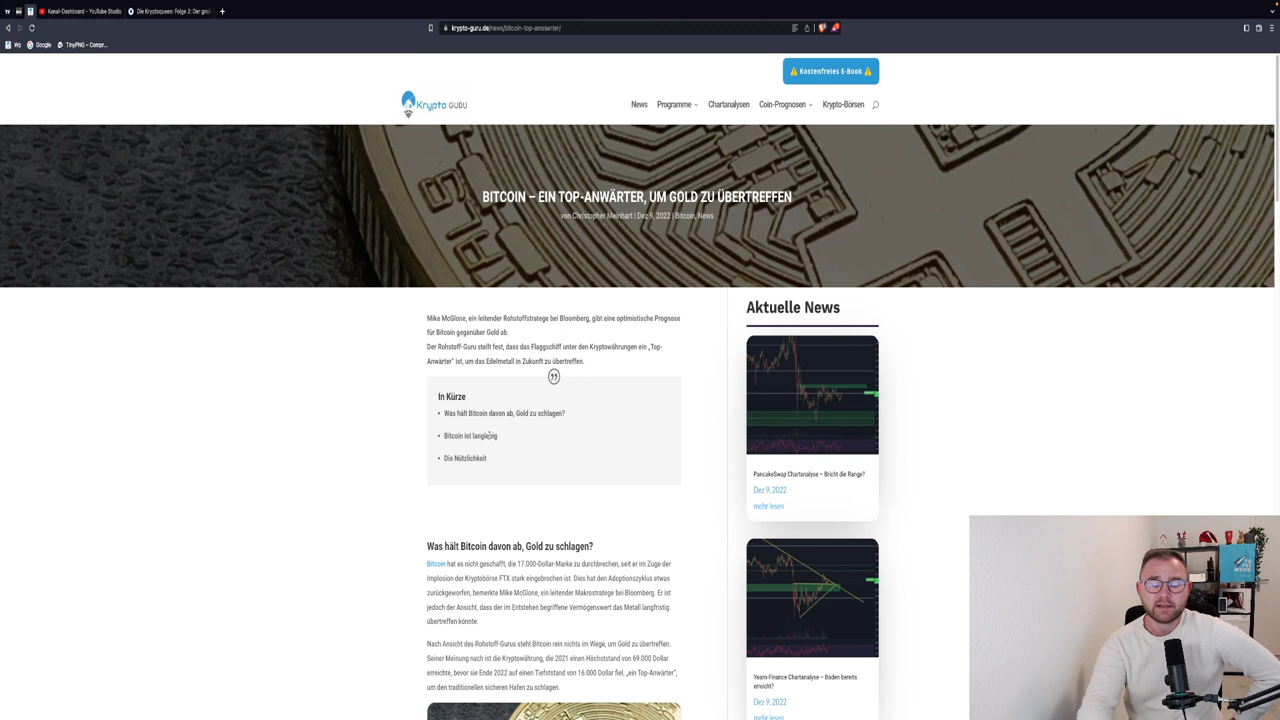 Kanal-Dashboard - YouTube Studio
Die Kryptoqueen: Folge 2: Der groß
krypto-guru.de/news/bitcoin-top-anwaerter/
Wp
Google
TinyPNG – Compr...
⚠️ Kostenfreies E-Book ⚠️
Krypto GURU
News
Programme
Chartanalysen
Coin-Prognosen
Krypto-Börsen
BITCOIN – EIN TOP-ANWÄRTER, UM GOLD ZU ÜBERTREFFEN
von Christopher Meinhart | Dez 9, 2022 | Bitcoin, News
Mike McGlone, ein leitender Rohstoffstratege bei Bloomberg, gibt eine optimistische Prognose
für Bitcoin gegenüber Gold ab.
Der Rohstoff-Guru stellt fest, dass das Flaggschiff unter den Kryptowährungen ein „Top-
Anwärter" ist, um das Edelmetall in Zukunft zu übertreffen.
In Kürze
• Was hält Bitcoin davon ab, Gold zu schlagen?
• Bitcoin ist langlebig
• Die Nützlichkeit
Was hält Bitcoin davon ab, Gold zu schlagen?
Bitcoin hat es nicht geschafft, die 17.000-Dollar-Marke zu durchbrechen, seit er im Zuge der
Implosion der Kryptobörse FTX stark eingebrochen ist. Dies hat den Adoptionszyklus etwas
zurückgeworfen, bemerkte Mike McGlone, ein leitender Makrostratege bei Bloomberg. Er ist
jedoch der Ansicht, dass der im Entstehen begriffene Vermögenswert das Metall langfristig
übertreffen könnte.
Nach Ansicht des Rohstoff-Gurus steht Bitcoin rein nichts im Wege, um Gold zu übertreffen.
Seiner Meinung nach ist die Kryptowährung, die 2021 einen Höchststand von 69.000 Dollar
erreichte, bevor sie Ende 2022 auf einen Tiefststand von 16.000 Dollar fiel, „ein Top-Anwärter",
um den traditionellen sicheren Hafen zu schlagen.
Aktuelle News
PancakeSwap Chartanalyse – Bricht die Range?
Dez 9, 2022
mehr lesen
Yearn-Finance Chartanalyse – Boden bereits
erreicht?
Dez 9, 2022
mehr lesen